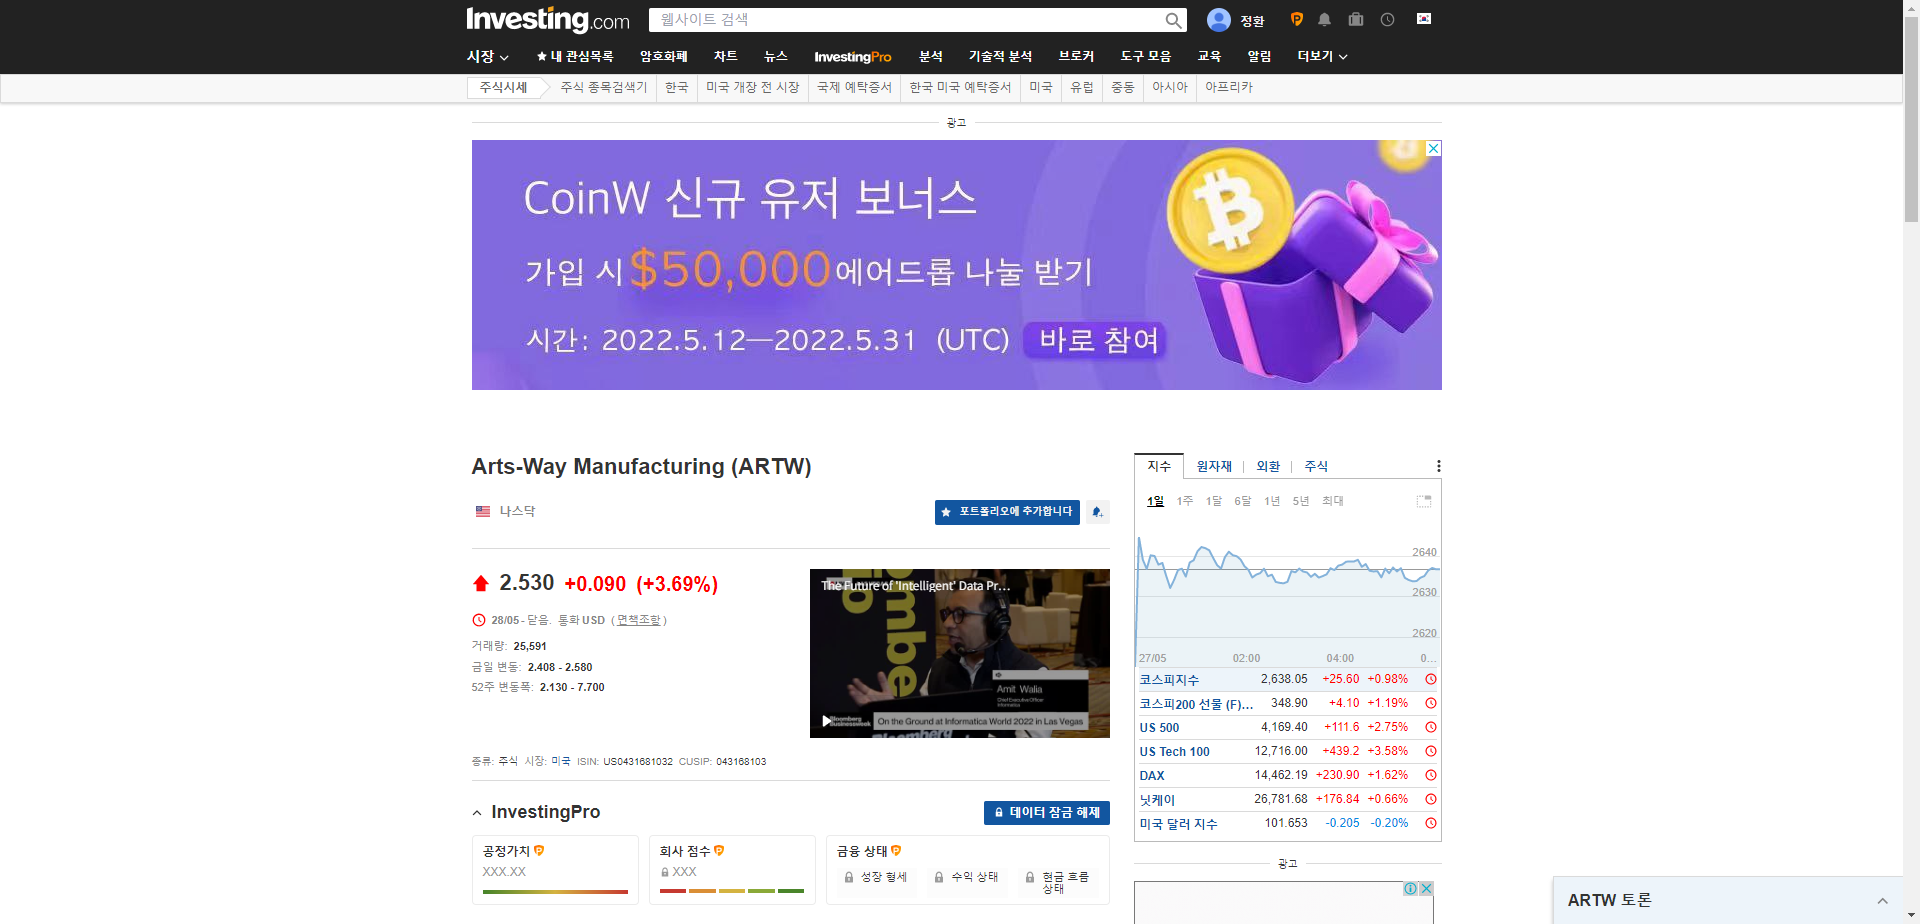 Investing.com
웹사이트 검색
정환
시장
내 관심목록
암호화폐
차트
뉴스
InvestingPro
분석
기술적 분석
브로커
도구 모음
교육
알림
더보기
주식시세
주식 종목검색기
한국
미국 개장 전 시장
국제 예탁증서
한국 미국 예탁증서
미국
유럽
중동
아시아
아프리카
광고
CoinW 신규 유저 보너스
가입 시 $50,000 에어드롭 나눌 받기
시간: 2022.5.12—2022.5.31 (UTC) 바로 참여
Arts-Way Manufacturing (ARTW)
나스닥
포트폴리오에 추가합니다
2.530 +0.090 (+3.69%)
28/05 - 닫음. 통화 USD ( 면책조항 )
거래량: 25,591
금일 변동: 2.408 - 2.580
52주 변동폭: 2.130 - 7.700
The Future of 'Intelligent' Data Pr...
Amit Walia
Chief Executive Officer
Informatica
Bloomberg
Businessweek
On the Ground at Informatica World 2022 in Las Vegas
종류: 주식 시장: 미국 ISIN: US0431681032 CUSIP: 043168103
InvestingPro
데이터 잠금 해제
공정가치
XXX.XX
회사 점수
XXX
금융 상태
성장 형세
수익 상태
현금 흐름
상태
지수
원자재
외환
주식
1일 1주 1달 6달 1년 5년 최대
2640
2630
2620
27/05 02:00 04:00 0...
코스피지수 2,638.05 +25.60 +0.98%
코스피200 선물 (F)... 348.90 +4.10 +1.19%
US 500 4,169.40 +111.6 +2.75%
US Tech 100 12,716.00 +439.2 +3.58%
DAX 14,462.19 +230.90 +1.62%
닛케이 26,781.68 +176.84 +0.66%
미국 달러 지수 101.653 -0.205 -0.20%
광고
ARTW 토론